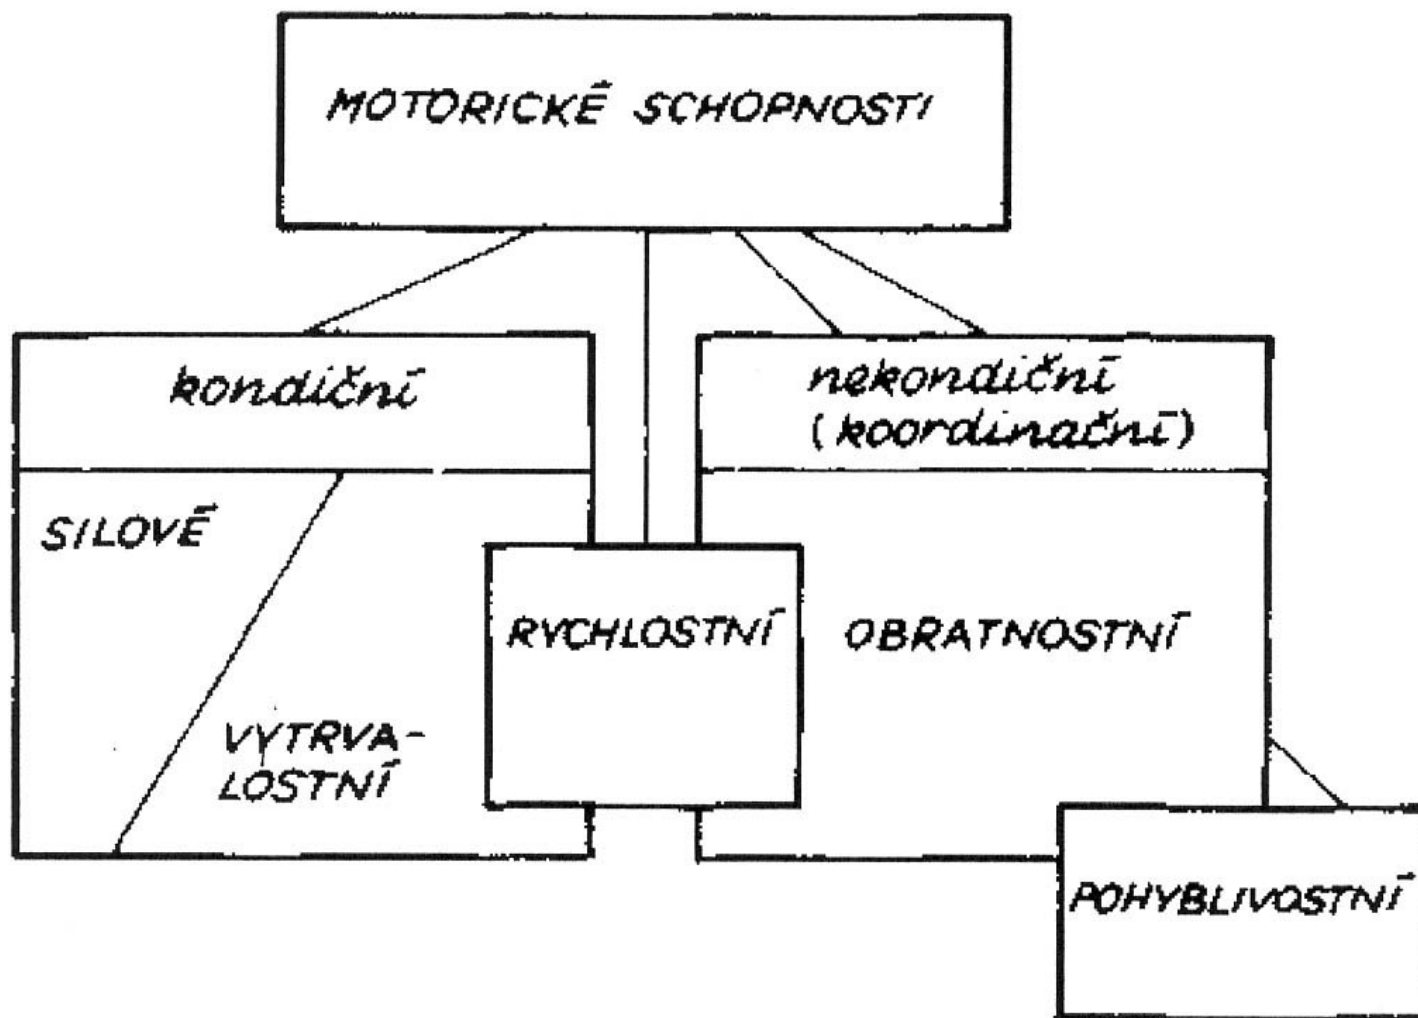 MOTORICKÉ SCHOPNOSTI
kondiční
nekondiční
(koordinační)
SILOVÉ
RYCHLOSTNÍ
OBRATNOSTNÍ
VYTRVA-
LOSTNÍ
POHYBLIVOSTNÍ